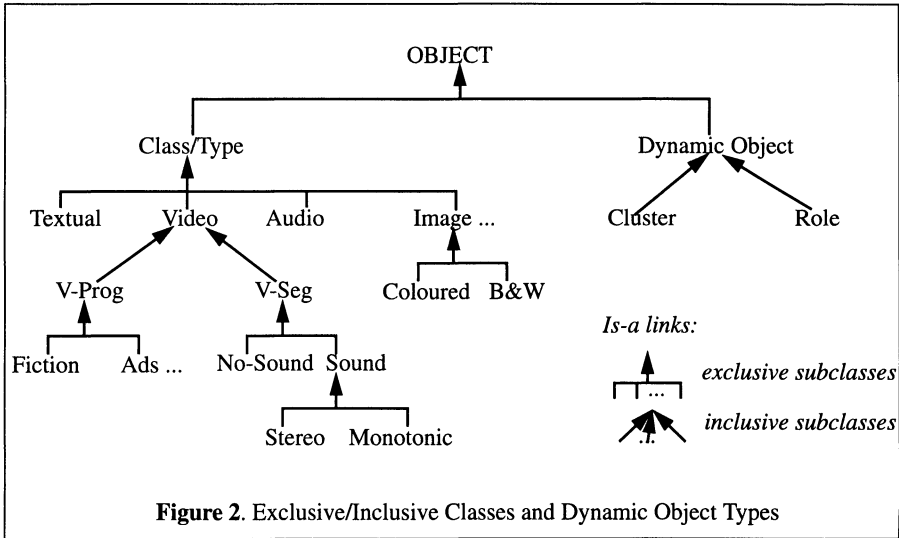 OBJECT
Class/Type
Dynamic Object
Textual
Video
Audio
Image ...
Cluster
Role
V-Prog
V-Seg
Coloured
B&W
Is-a links:
Fiction
Ads ...
No-Sound
Sound
... exclusive subclasses
... inclusive subclasses
Stereo
Monotonic
Figure 2. Exclusive/Inclusive Classes and Dynamic Object Types